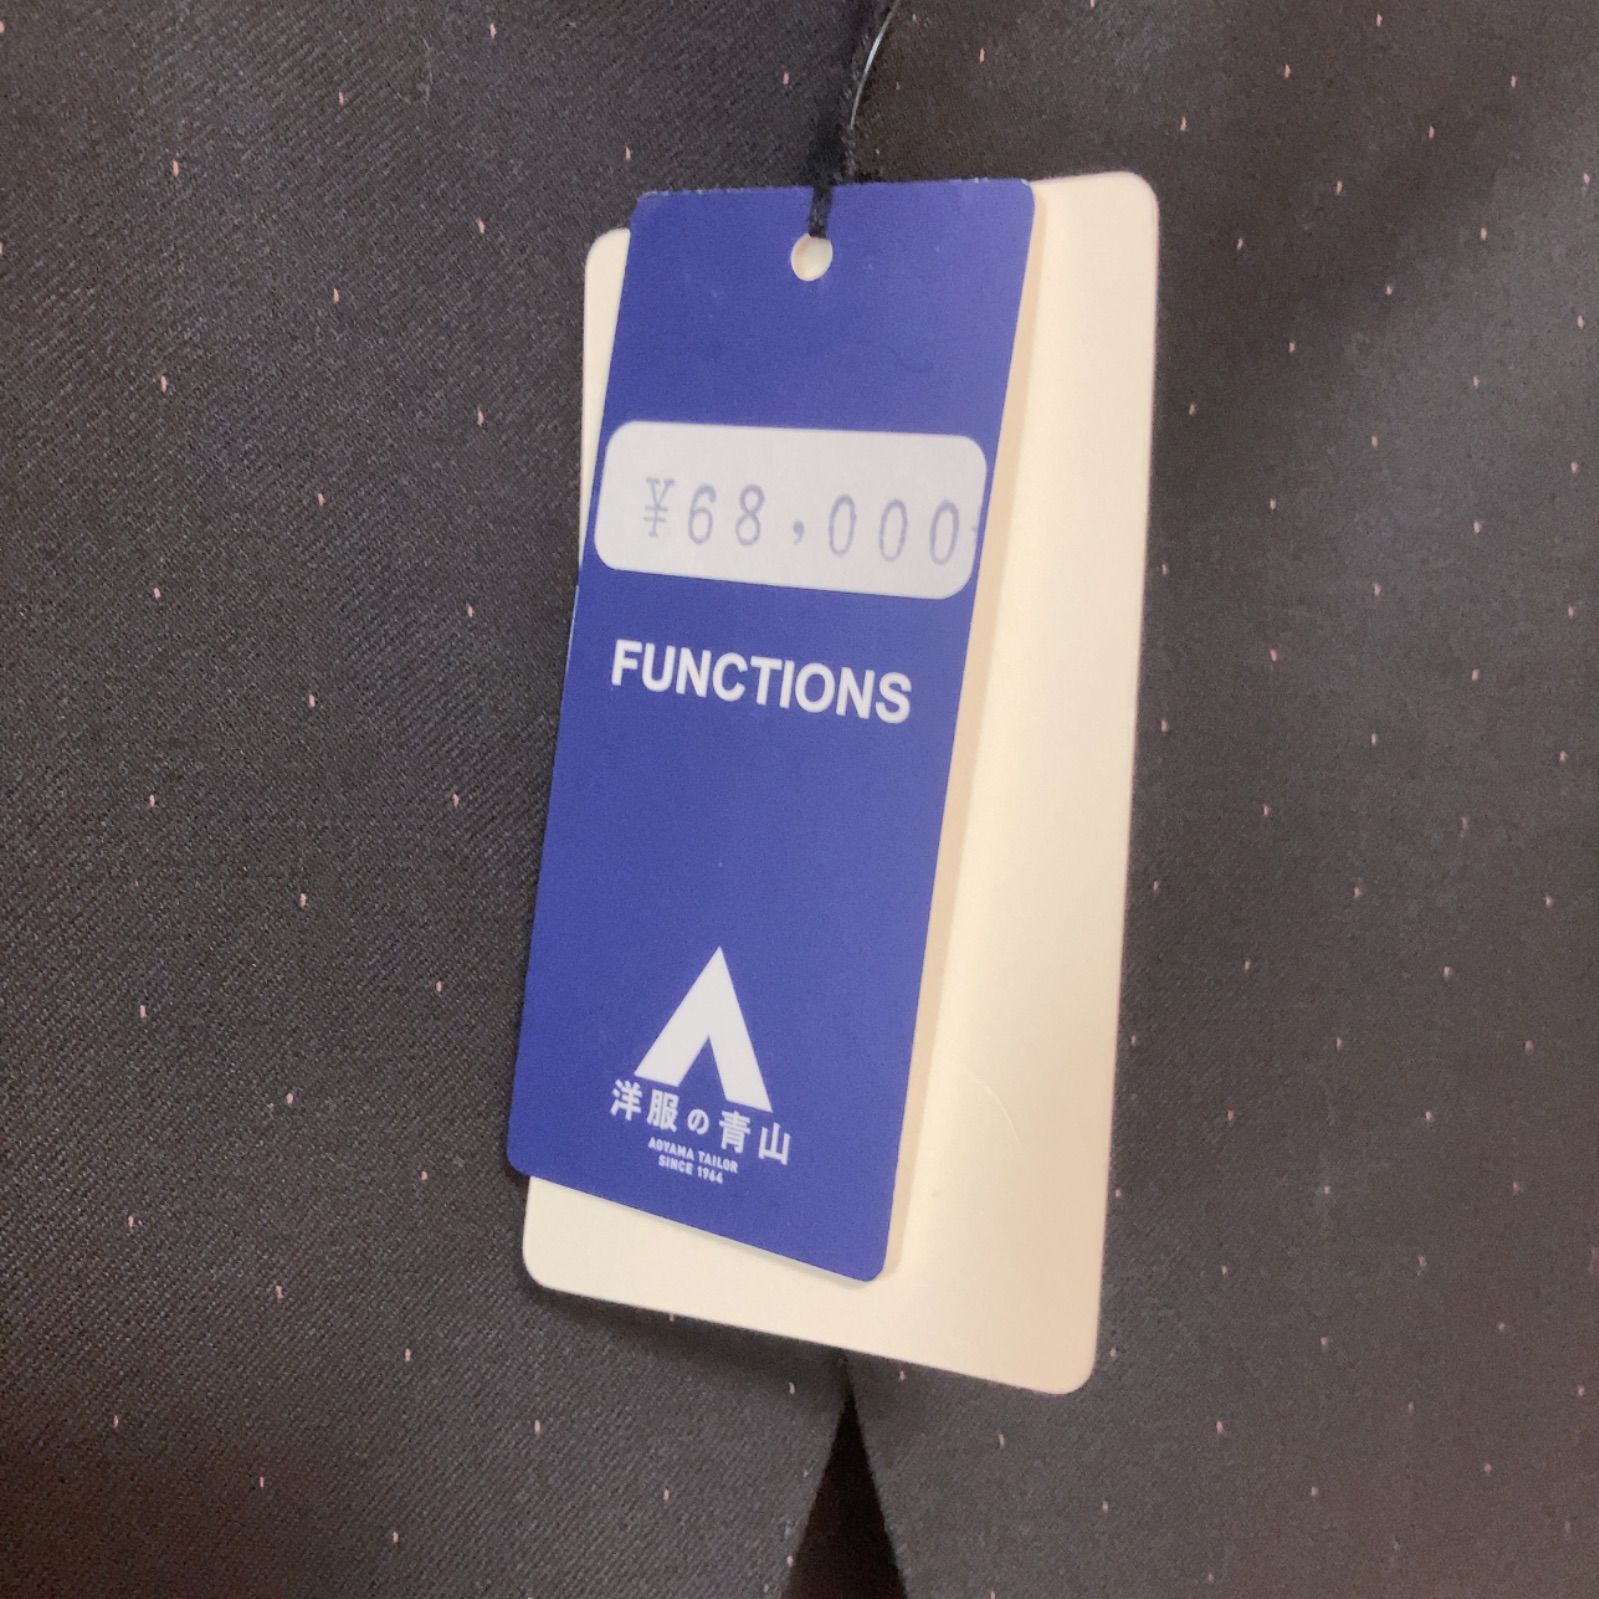 ¥68,000
FUNCTIONS
洋服の青山
AOYAMA TAILOR
SINCE 1964